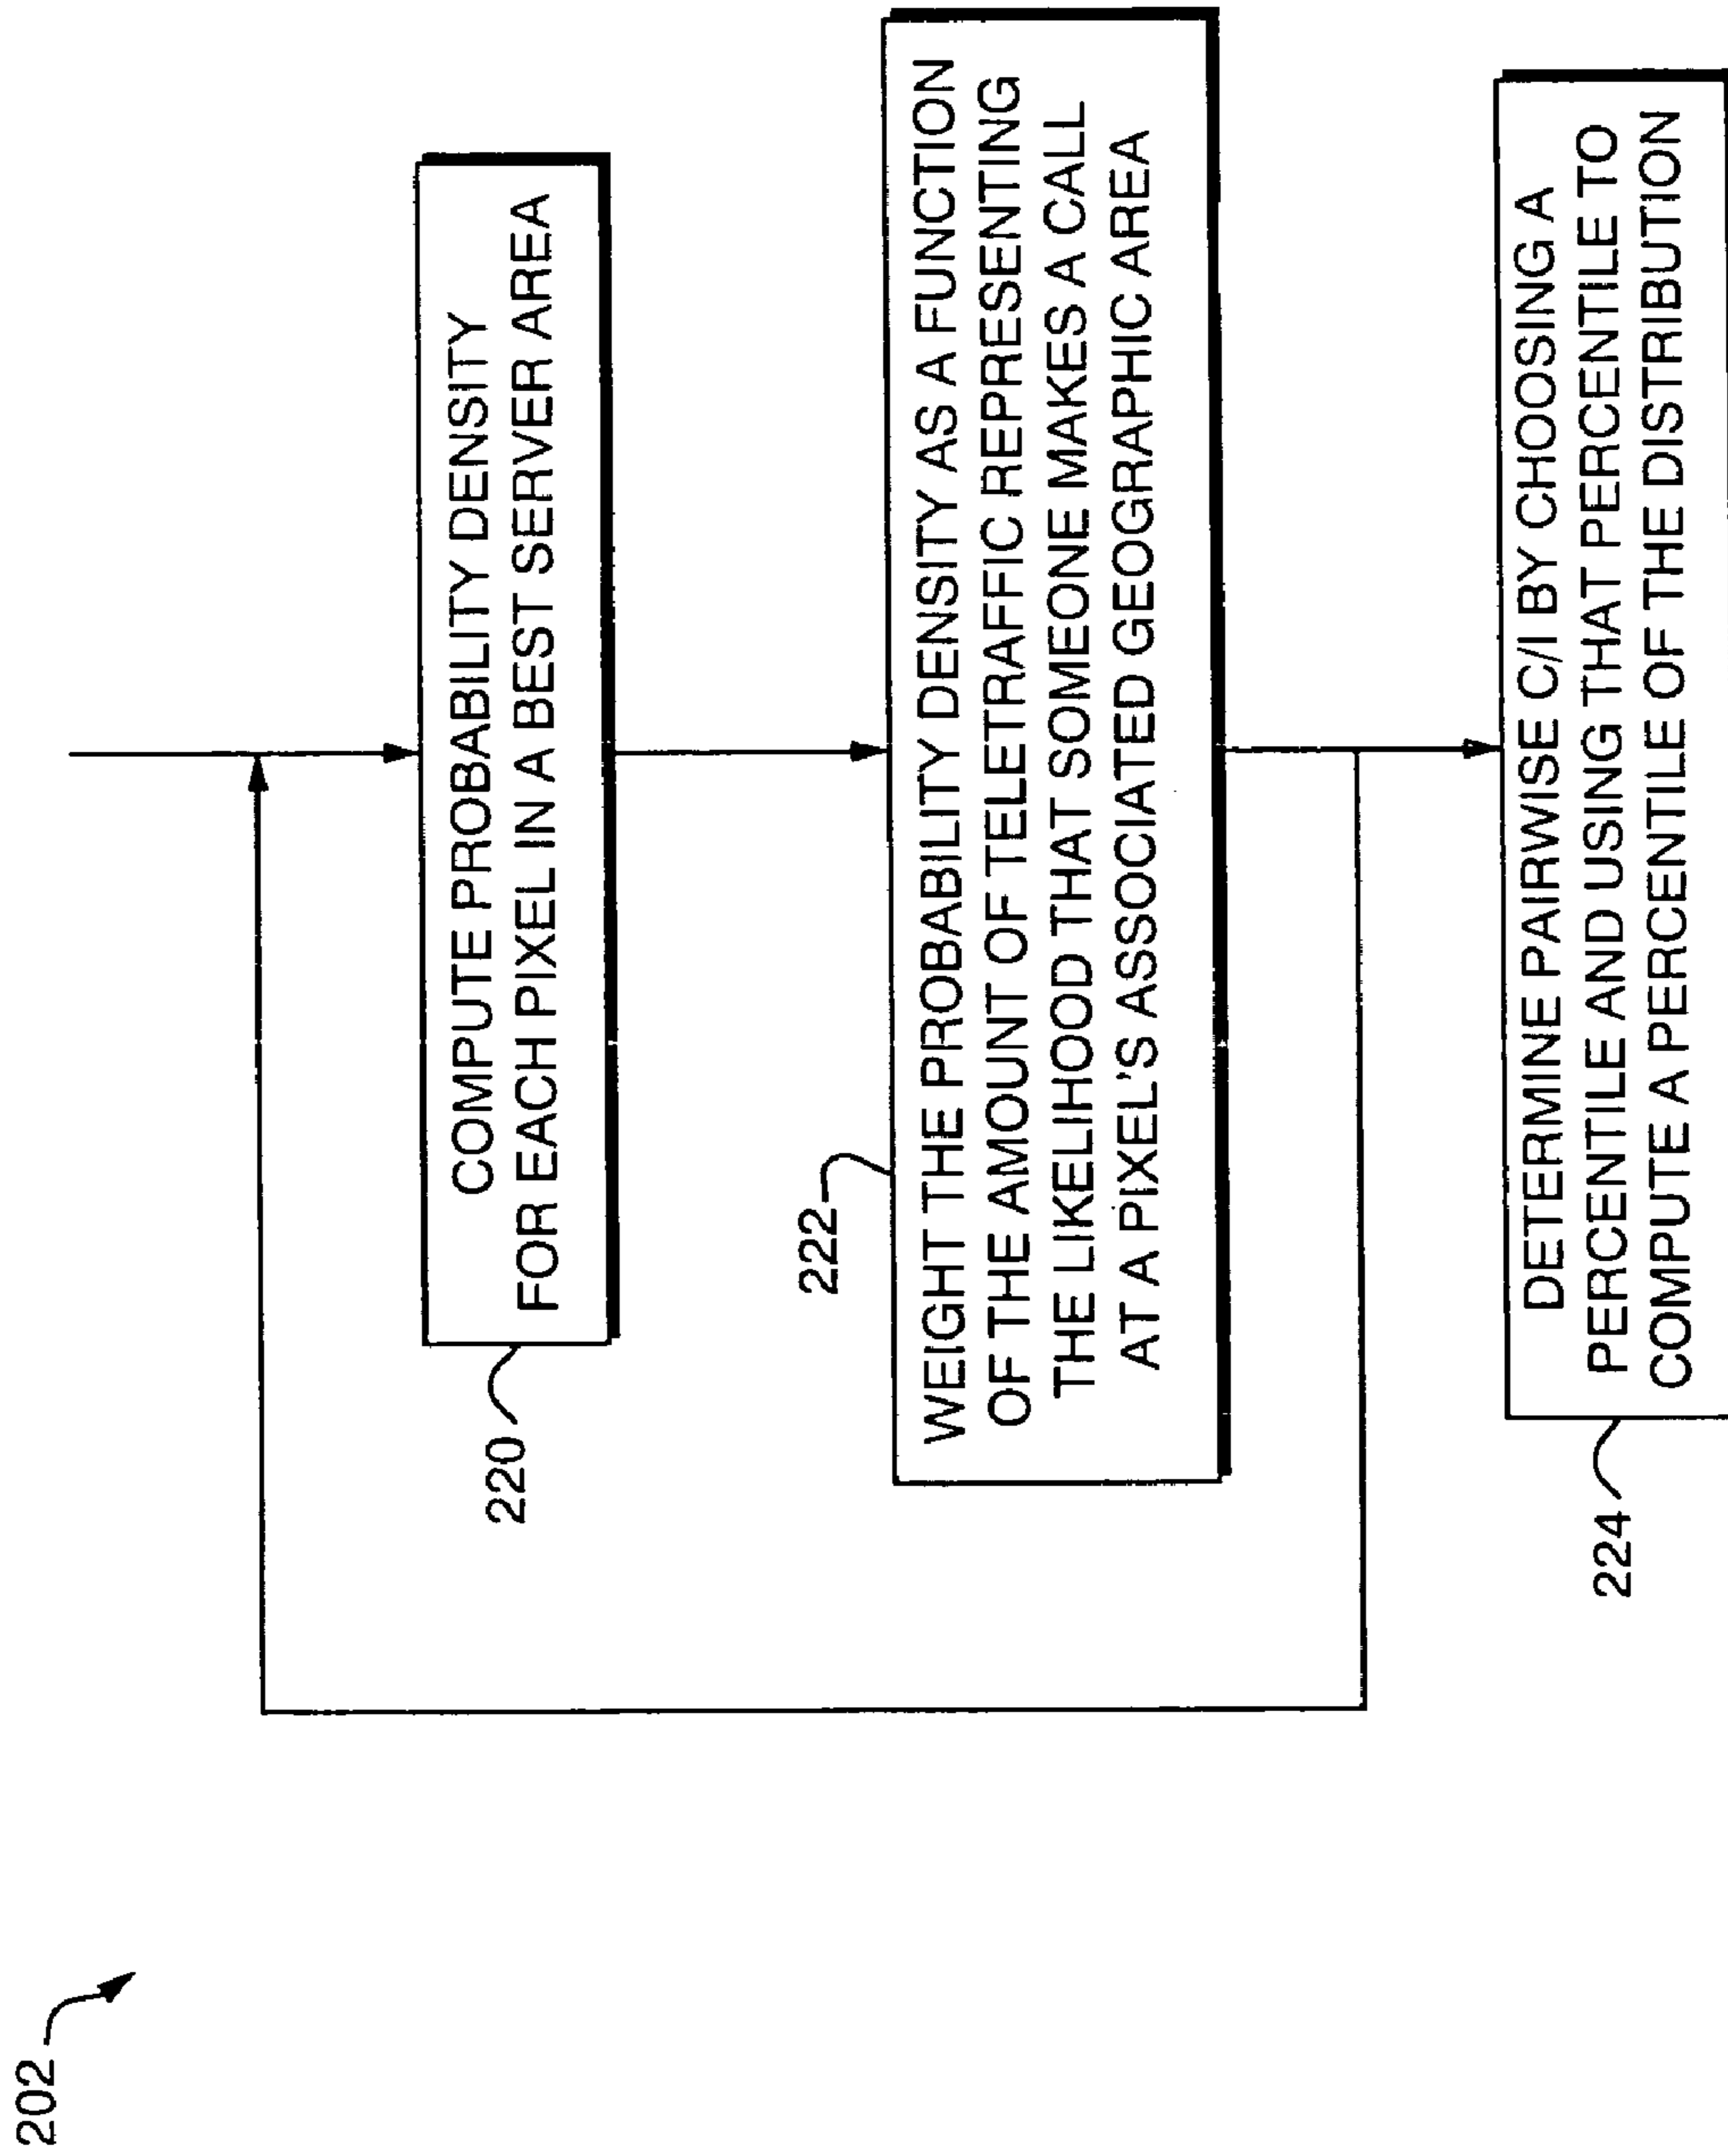 202
COMPUTE PROBABILITY DENSITY
FOR EACH PIXEL IN A BEST SERVER AREA
220
222
WEIGHT THE PROBABILITY DENSITY AS A FUNCTION
OF THE AMOUNT OF TELETRAFFIC REPRESENTING
THE LIKELIHOOD THAT SOMEONE MAKES A CALL
AT A PIXEL'S ASSOCIATED GEOGRAPHIC AREA
DETERMINE PAIRWISE C/I BY CHOOSING A
PERCENTILE AND USING THAT PERCENTILE TO
COMPUTE A PERCENTILE OF THE DISTRIBUTION
224